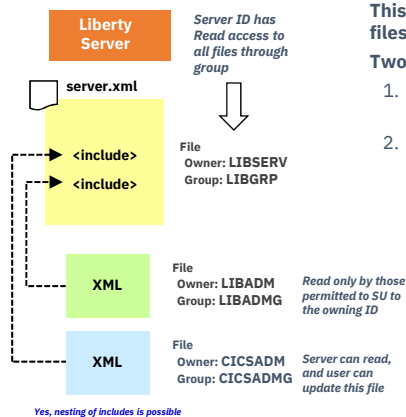 Liberty
Server
Server ID has
Read access to
all files through
group
This
files
Two
1.
2.
server.xml
<include>
<include>
File
Owner: LIBSERV
Group: LIBGRP
XML
File
Owner: LIBADM
Group: LIBADMG
Read only by those
permitted to SU to
the owning ID
XML
File
Owner: CICSADM
Group: CICSADMG
Server can read,
and user can
update this file
Yes, nesting of includes is possible